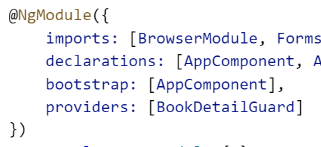 @NgModule({
imports: [BrowserModule, Forms
declarations: [AppComponent, A
bootstrap: [AppComponent],
providers: [BookDetailGuard]
})